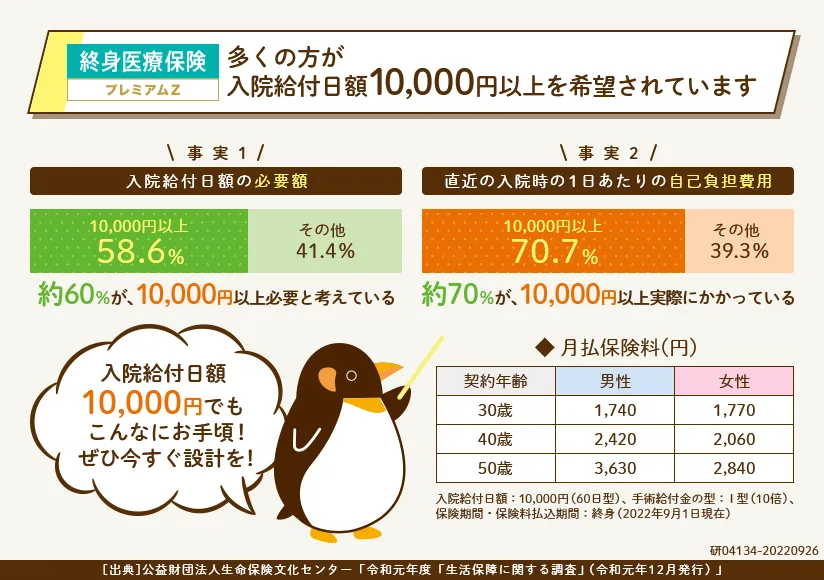 終身医療保険
プレミアムZ
多くの方が
入院給付日額10,000円以上を希望されています
\ 事実1 /
入院給付日額の必要額
10,000円以上
58.6%
その他
41.4%
約60%が、10,000円以上必要と考えている
\ 事実2 /
直近の入院時の1日あたりの自己負担費用
10,000円以上
70.7%
その他
39.3%
約70%が、10,000円以上実際にかかっている
入院給付日額
10,000円でも
こんなにお手頃!
ぜひ今すぐ設計を!
◆ 月払保険料(円)
契約年齢 男性 女性
30歳 1,740 1,770
40歳 2,420 2,060
50歳 3,630 2,840
入院給付日額:10,000円(60日型)、手術給付金の型:Ⅰ型(10倍)、
保険期間・保険料払込期間:終身(2022年9月1日現在)
研04134-20220926
[出典]公益財団法人生命保険文化センター「令和元年度「生活保障に関する調査」(令和元年12月発行)」